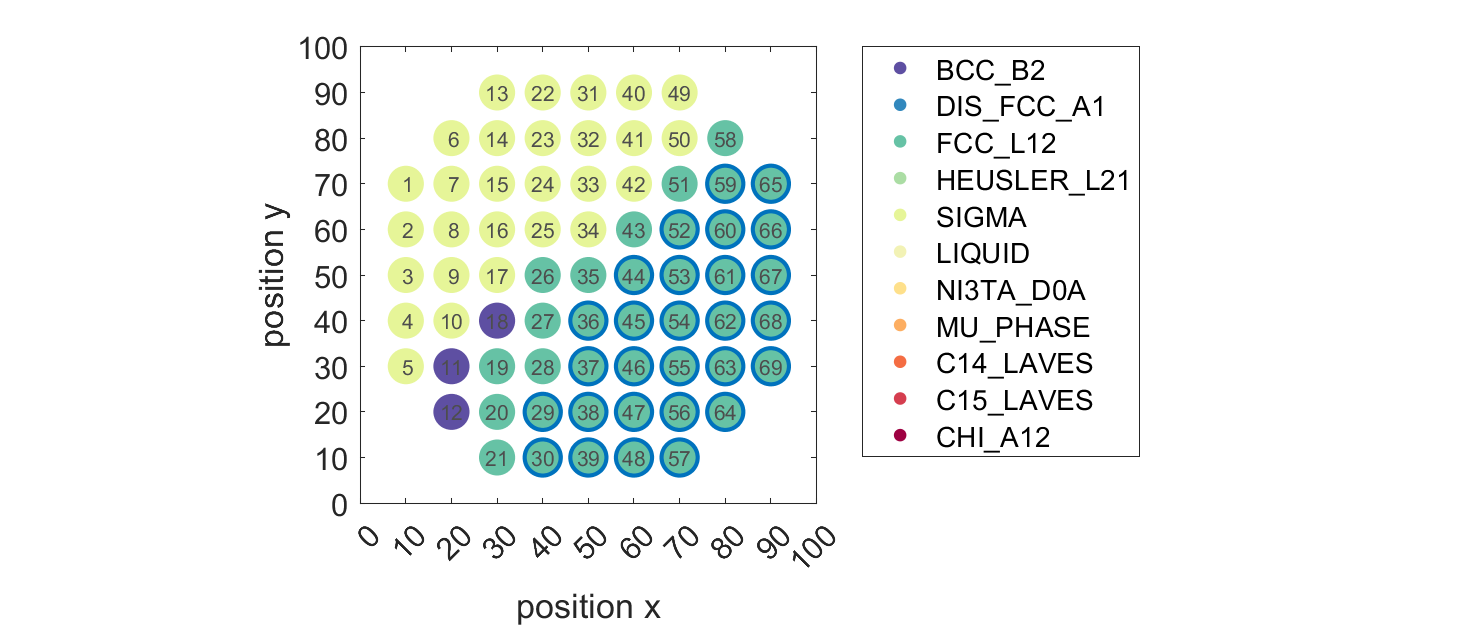 100
90 13 22 31 40 49
80 6 14 23 32 41 50 58
70 1 7 15 24 33 42 51 59 65
60 2 8 16 25 34 43 52 60 66
50 3 9 17 26 35 44 53 61 67
40 4 10 18 27 36 45 54 62 68
30 5 11 19 28 37 46 55 63 69
20 12 20 29 38 47 56 64
10 21 30 39 48 57
0
position y
0 10 20 30 40 50 60 70 80 90 100
position x
BCC_B2
DIS_FCC_A1
FCC_L12
HEUSLER_L21
SIGMA
LIQUID
NI3TA_D0A
MU_PHASE
C14_LAVES
C15_LAVES
CHI_A12